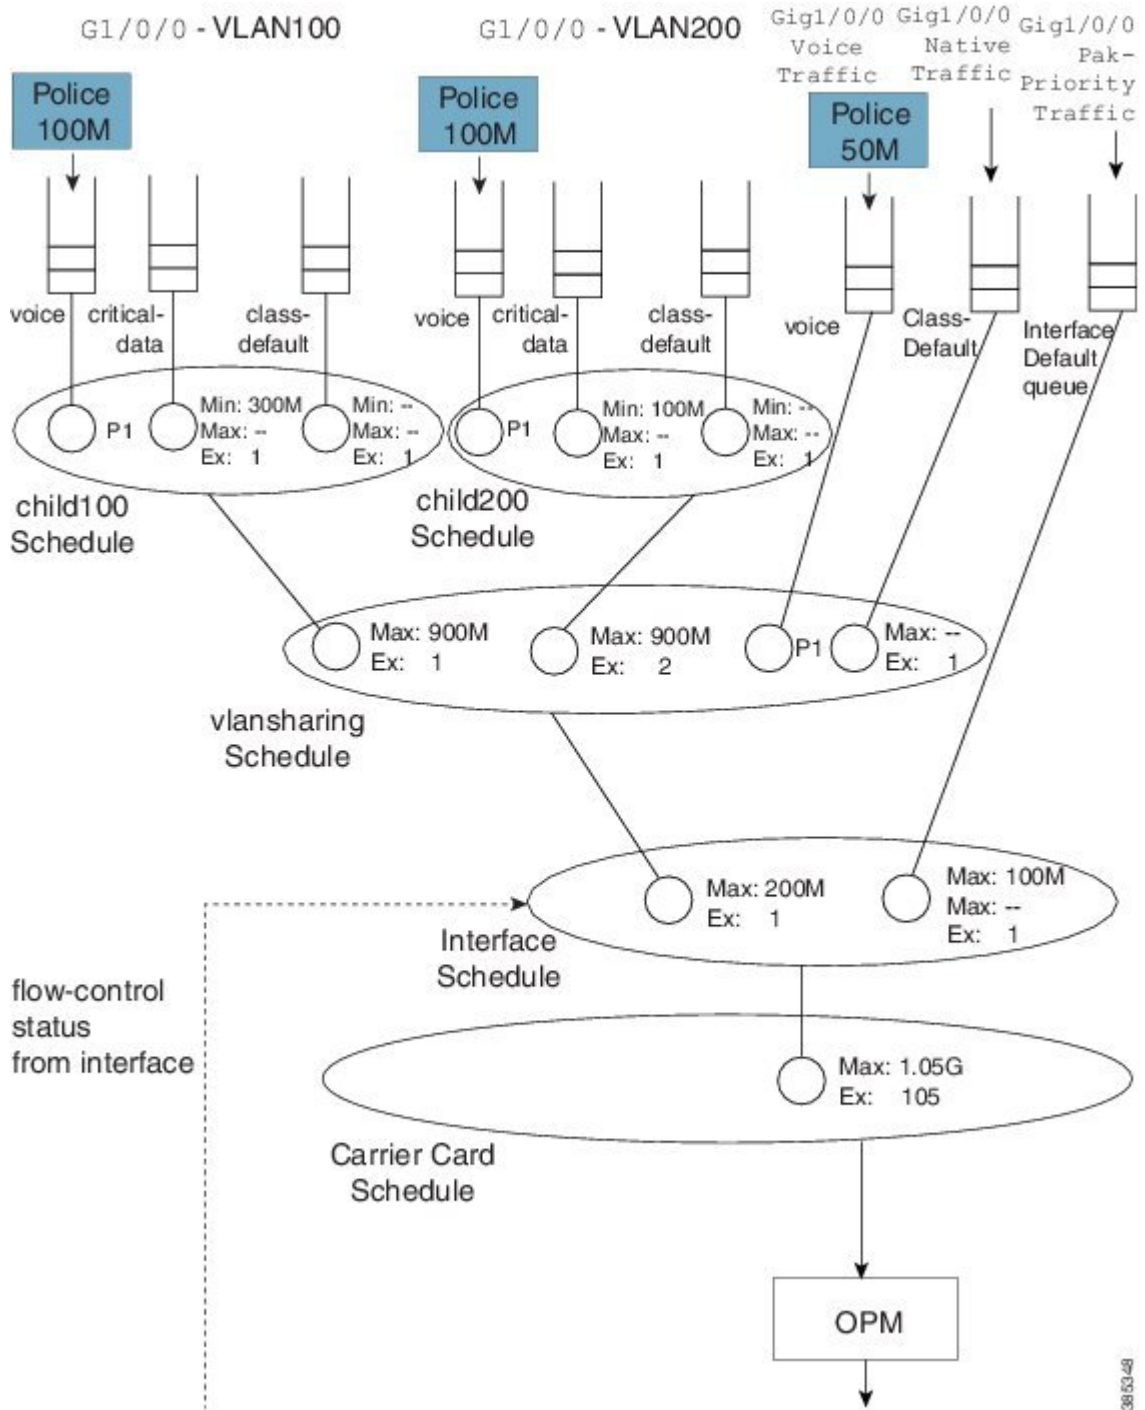 G1/0/0 - VLAN100
G1/0/0 - VLAN200
Gig1/0/0
Voice
Traffic
Gig1/0/0
Native
Traffic
Gig1/0/0
Pak-
Priority
Traffic
Police
100M
Police
100M
Police
50M
voice
critical-
data
class-
default
voice
critical-
data
class-
default
voice
Class-
Default
Interface
Default
queue
P1
Min: 300M
Max: --
Ex: 1
Min: --
Max: --
Ex: 1
P1
Min: 100M
Max: --
Ex: 1
Min: --
Max: --
Ex: 1
child100
Schedule
child200
Schedule
Max: 900M
Ex: 1
Max: 900M
Ex: 2
P1
Max: --
Ex: 1
vlansharing
Schedule
Max: 200M
Ex: 1
Max: 100M
Max: --
Ex: 1
Interface
Schedule
flow-control
status
from interface
Max: 1.05G
Ex: 105
Carrier Card
Schedule
OPM
385348